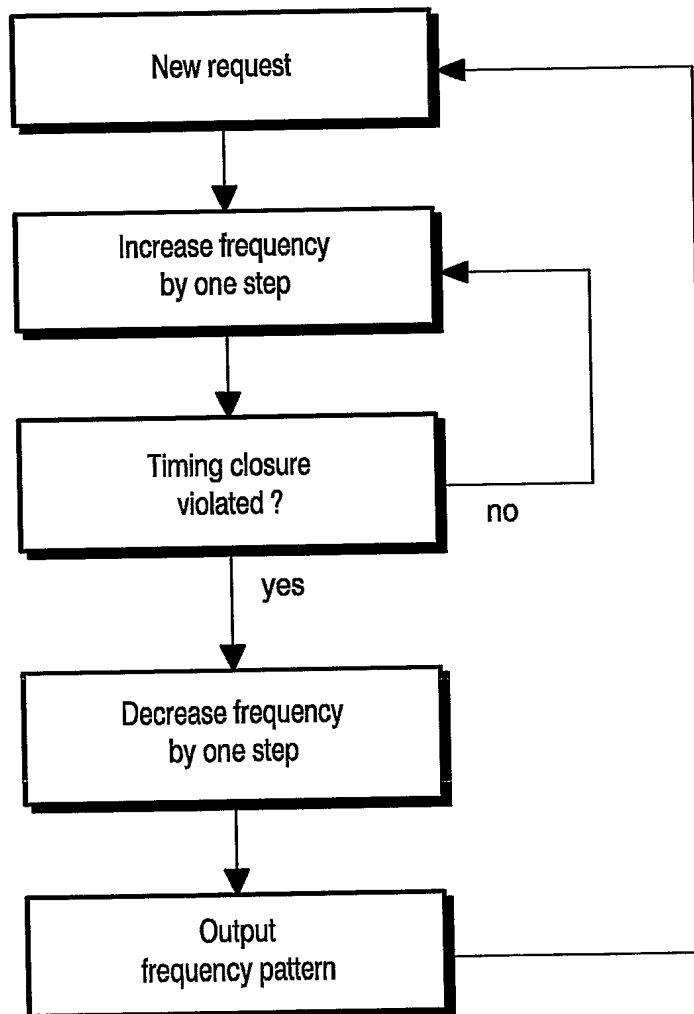 New request
Increase frequency
by one step
Timing closure
violated ?
no
yes
Decrease frequency
by one step
Output
frequency pattern